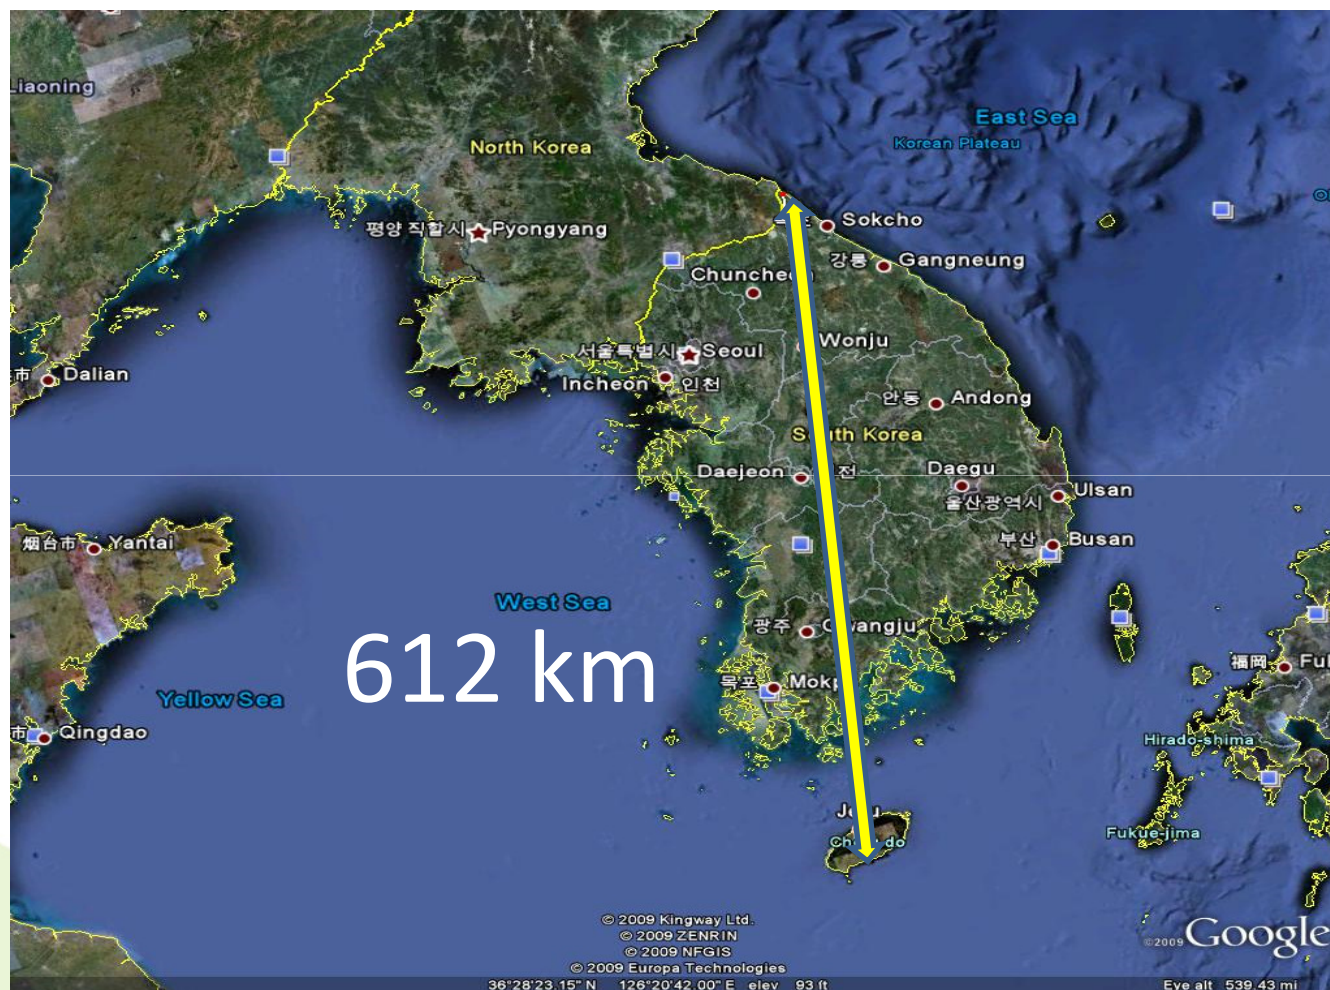 Liaoning
East Sea
Korean Plateau
North Korea
평양 직할시 Pyongyang
Sokcho
강릉 Gangneung
Wonju
서울특별시 Seoul
Dalian
Incheon 인천
안동 Andong
Daejeon
Daegu
Ulsan
울산광역시
烟台市 Yantai
부산 Busan
West Sea
광주
612 km
福岡
목포
Yellow Sea
Qingdao
Hirado-shima
Fukue-jima
© 2009 Kingway Ltd.
© 2009 ZENRIN
© 2009 NFGIS
© 2009 Europa Technologies
©2009 Google
36°28'23.15" N 126°20'42.00" E elev 93 ft
Eye alt 539.43 mi